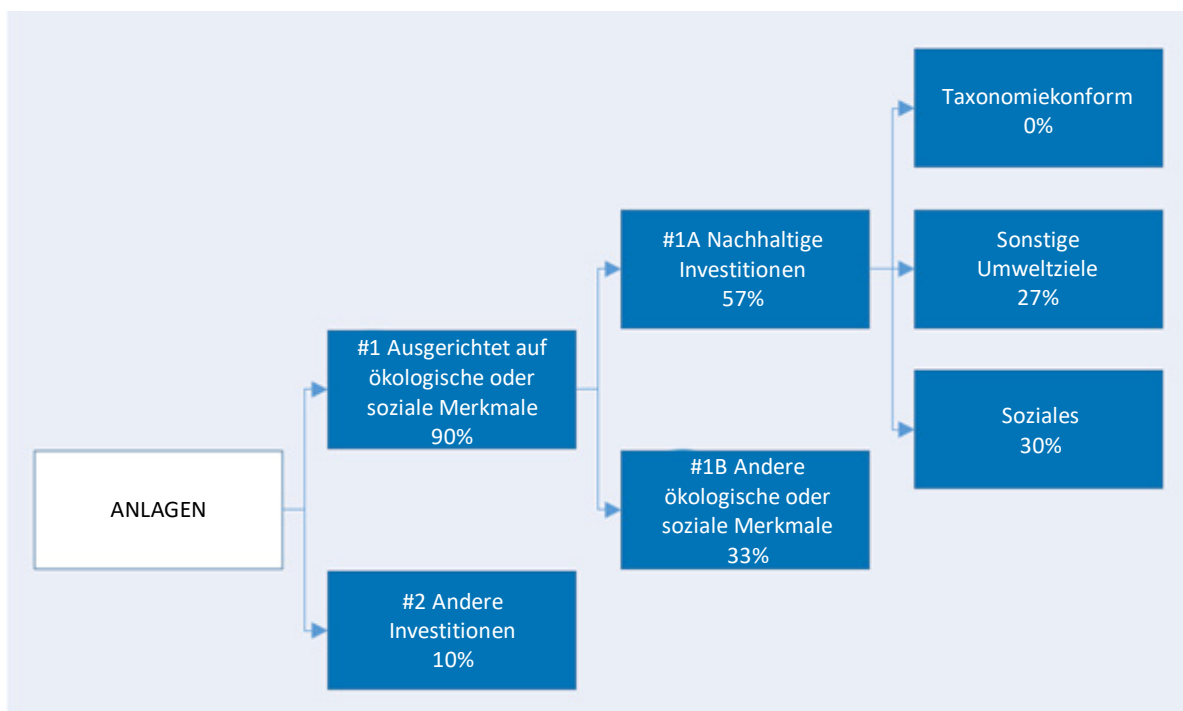 ANLAGEN
#1 Ausgerichtet auf
ökologische oder
soziale Merkmale
90%
#2 Andere
Investitionen
10%
#1A Nachhaltige
Investitionen
57%
#1B Andere
ökologische oder
soziale Merkmale
33%
Taxonomiekonform
0%
Sonstige
Umweltziele
27%
Soziales
30%